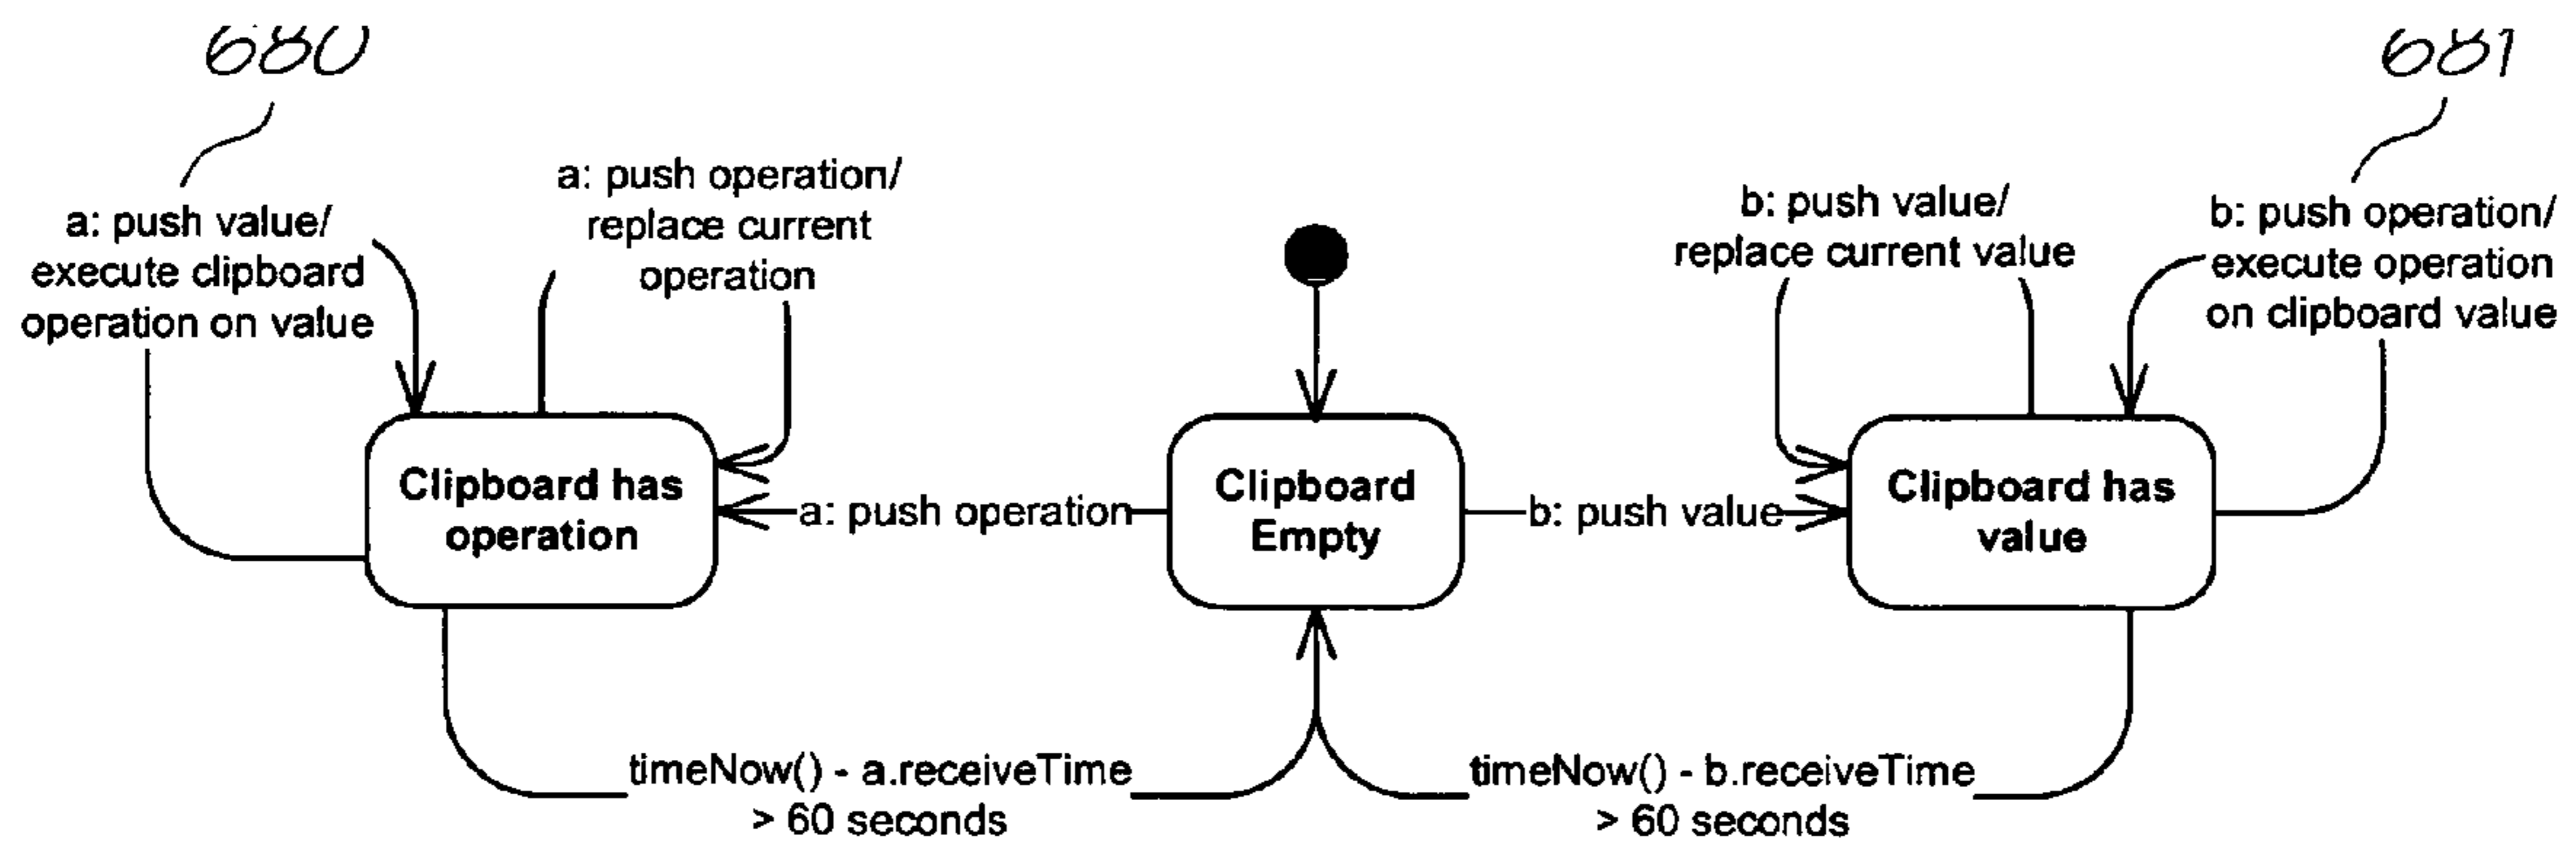 680
681
a: push value/
execute clipboard
operation on value
a: push operation/
replace current
operation
b: push value/
replace current value
b: push operation/
execute operation
on clipboard value
Clipboard has
operation
a: push operation
Clipboard
Empty
b: push value
Clipboard has
value
timeNow() - a.receiveTime
> 60 seconds
timeNow() - b.receiveTime
> 60 seconds